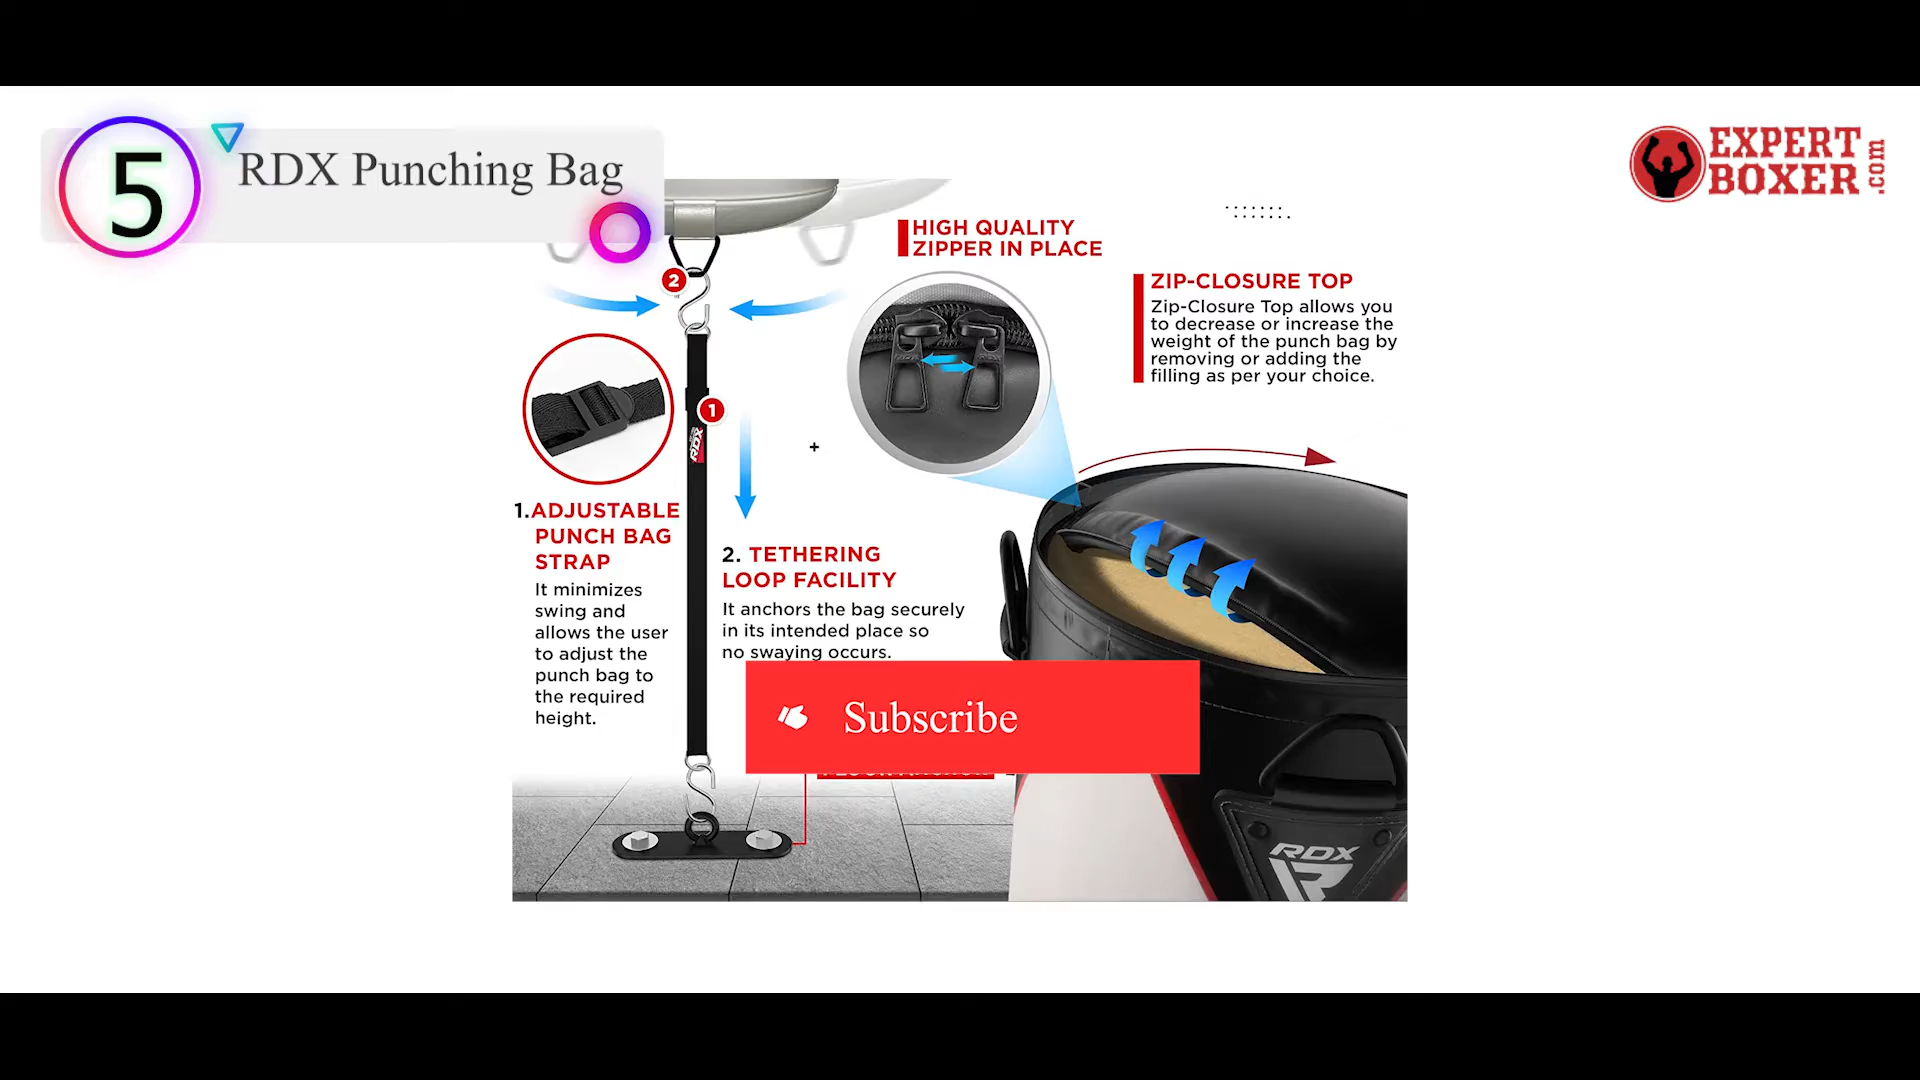 5
RDX Punching Bag
EXPERT
BOXER
.com
HIGH QUALITY
ZIPPER IN PLACE
2
ZIP-CLOSURE TOP
Zip-Closure Top allows you
to decrease or increase the
weight of the punch bag by
removing or adding the
filling as per your choice.
RDX
1
RDX
+
1.ADJUSTABLE
PUNCH BAG
STRAP
It minimizes
swing and
allows the user
to adjust the
punch bag to
the required
height.
2. TETHERING
LOOP FACILITY
It anchors the bag securely
in its intended place so
no swaying occurs.
Subscribe
RDX